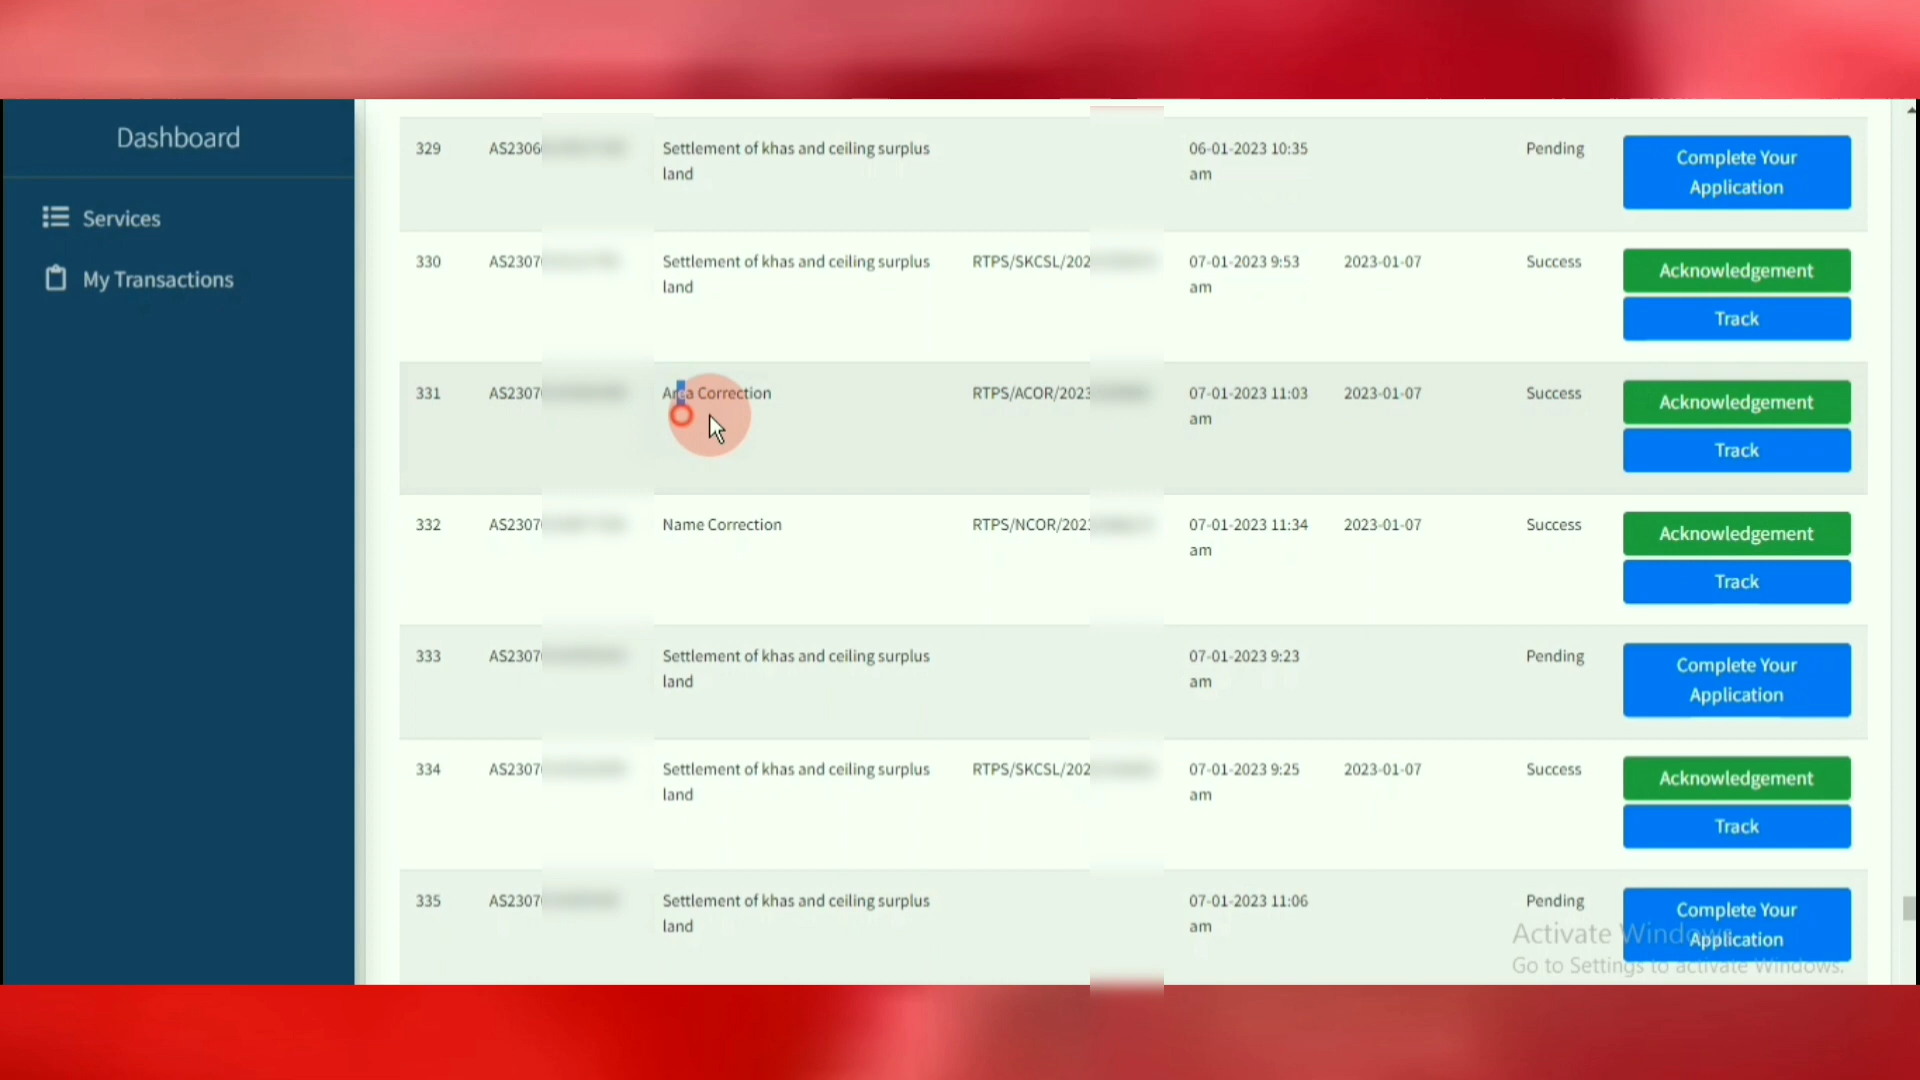 Dashboard
Services
My Transactions
329 AS2306 Settlement of khas and ceiling surplus 06-01-2023 10:35 Pending Complete Your
land am Application
330 AS2307 Settlement of khas and ceiling surplus RTPS/SKCSL/202 07-01-2023 9:53 2023-01-07 Success Acknowledgement
land am Track
331 AS2307 Area Correction RTPS/ACOR/2023 07-01-2023 11:03 2023-01-07 Success Acknowledgement
am Track
332 AS2307 Name Correction RTPS/NCOR/202 07-01-2023 11:34 2023-01-07 Success Acknowledgement
am Track
333 AS2307 Settlement of khas and ceiling surplus 07-01-2023 9:23 Pending Complete Your
land am Application
334 AS2307 Settlement of khas and ceiling surplus RTPS/SKCSL/202 07-01-2023 9:25 2023-01-07 Success Acknowledgement
land am Track
335 AS2307 Settlement of khas and ceiling surplus 07-01-2023 11:06 Pending Complete Your
land am Application
Activate Windows
Go to Settings to activate Windows.